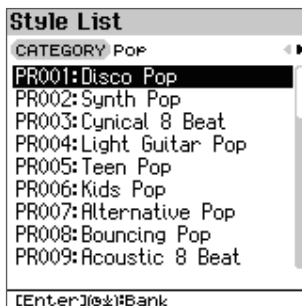 Style List
CATEGORY Pop
PR001:Disco Pop
PR002:Synth Pop
PR003:Cynical 8 Beat
PR004:Light Guitar Pop
PR005:Teen Pop
PR006:Kids Pop
PR007:Alternative Pop
PR008:Bouncing Pop
PR009:Acoustic 8 Beat
[Enter]:Bank